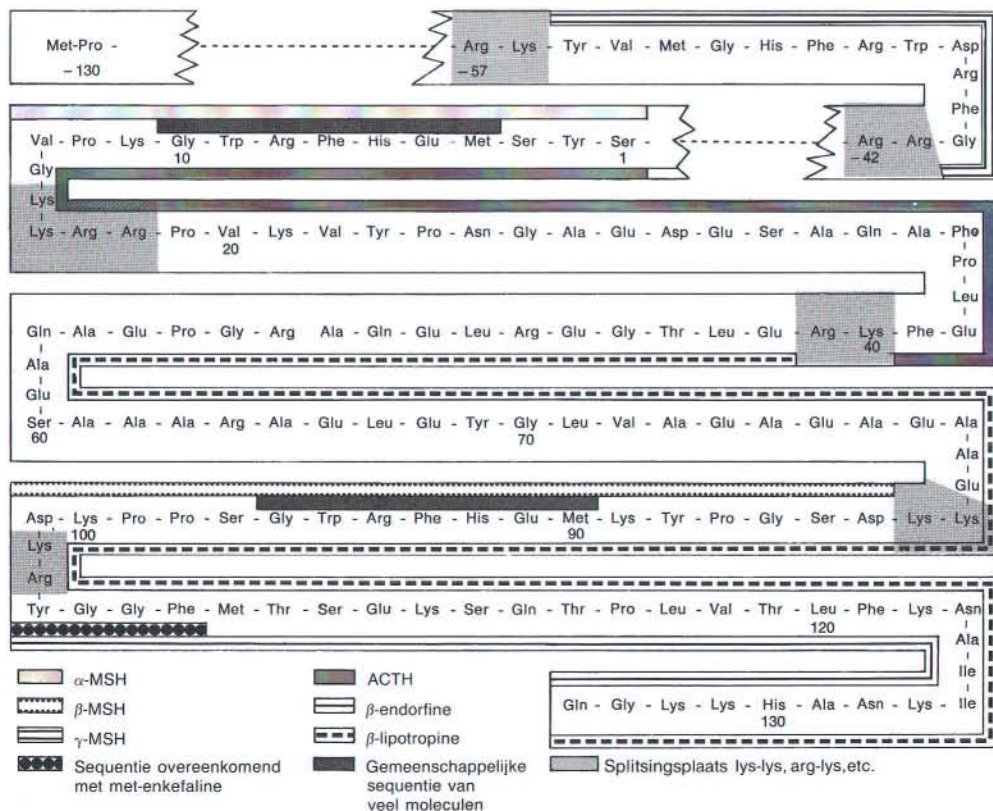 Met-Pro - Arg - Lys - Tyr - Val - Met - Gly - His - Phe - Arg - Trp - Asp
– 130 – 57
Arg
Phe
Val - Pro - Lys - Gly - Trp - Arg - Phe - His - Glu - Met - Ser - Tyr - Ser - Arg - Arg - Gly
10 1 – 42
Gly
Lys
Lys - Arg - Arg - Pro - Val - Lys - Val - Tyr - Pro - Asn - Gly - Ala - Glu - Asp - Glu - Ser - Ala - Gln - Ala - Phe
20
Pro
Leu
Gln - Ala - Glu - Pro - Gly - Arg Ala - Gln - Glu - Leu - Arg - Glu - Gly - Thr - Leu - Glu - Arg - Lys - Phe - Glu
40
Ala
Glu
Ser - Ala - Ala - Ala - Arg - Ala - Glu - Leu - Glu - Tyr - Gly - Leu - Val - Ala - Glu - Ala - Glu - Ala - Glu - Ala
60 70
Ala
Glu
Asp - Lys - Pro - Pro - Ser - Gly - Trp - Arg - Phe - His - Glu - Met - Lys - Tyr - Pro - Gly - Ser - Asp - Lys - Lys
100 90
Lys
Arg
Tyr - Gly - Gly - Phe - Met - Thr - Ser - Glu - Lys - Ser - Gln - Thr - Pro - Leu - Val - Thr - Leu - Phe - Lys - Asn
120
Ala
Ile
Gln - Gly - Lys - Lys - His - Ala - Asn - Lys - Ile
130
α-MSH
β-MSH
γ-MSH
Sequentie overeenkomend
met met-enkefaline
ACTH
β-endorfine
β-lipotropine
Gemeenschappelijke
sequentie van
veel moleculen
Splitsingsplaats lys-lys, arg-lys, etc.